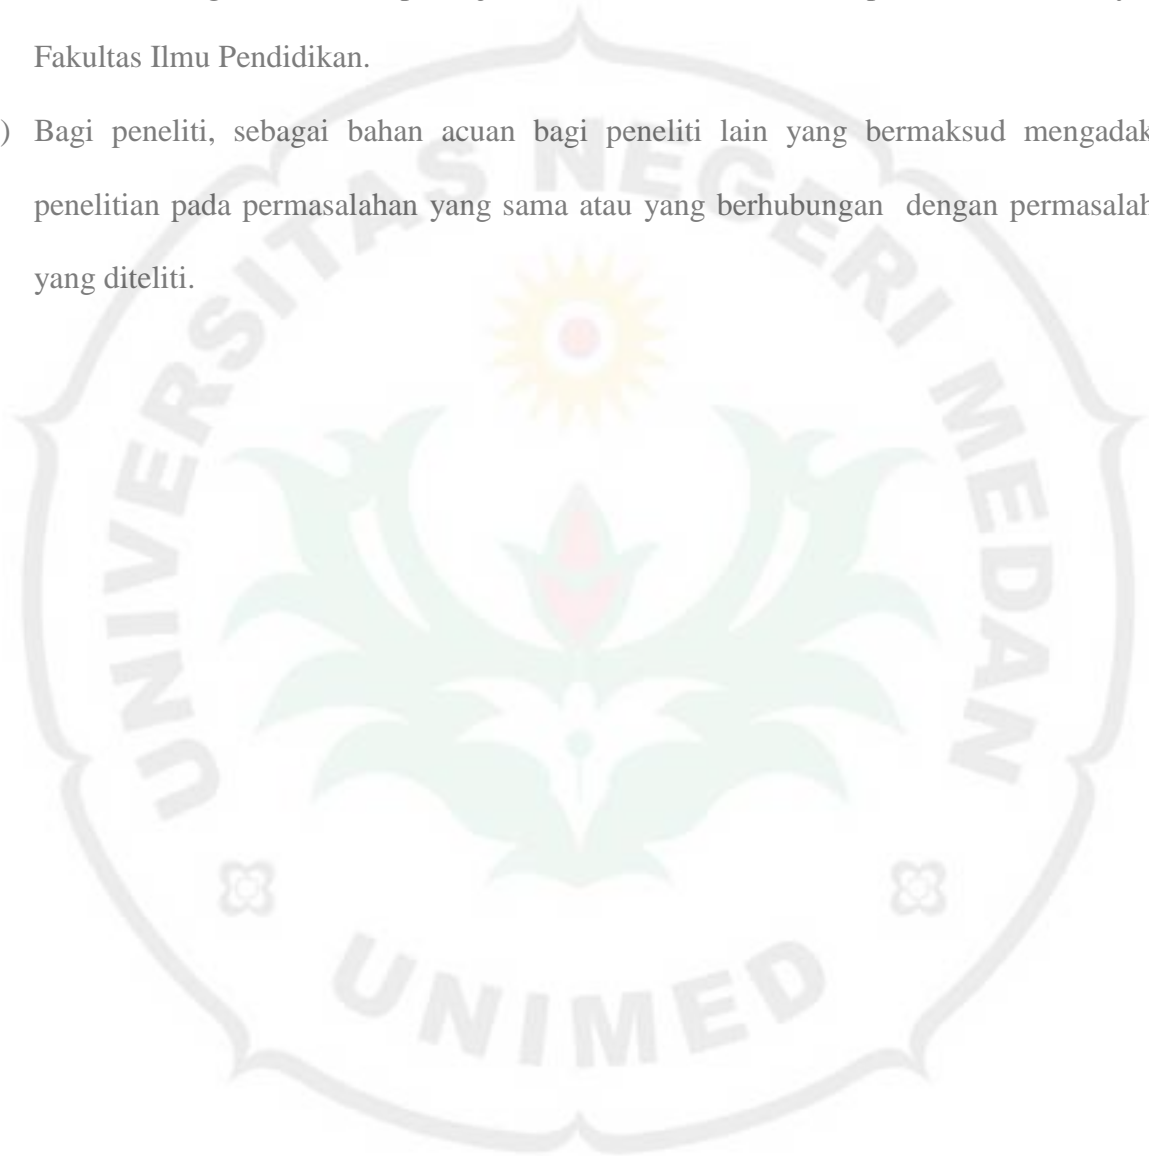 Fakultas Ilmu Pendidikan.
) Bagi peneliti, sebagai bahan acuan bagi peneliti lain yang bermaksud mengadak
penelitian pada permasalahan yang sama atau yang berhubungan dengan permasalah
yang diteliti.
UNIVERSITAS NEGERI MEDAN
UNIMED